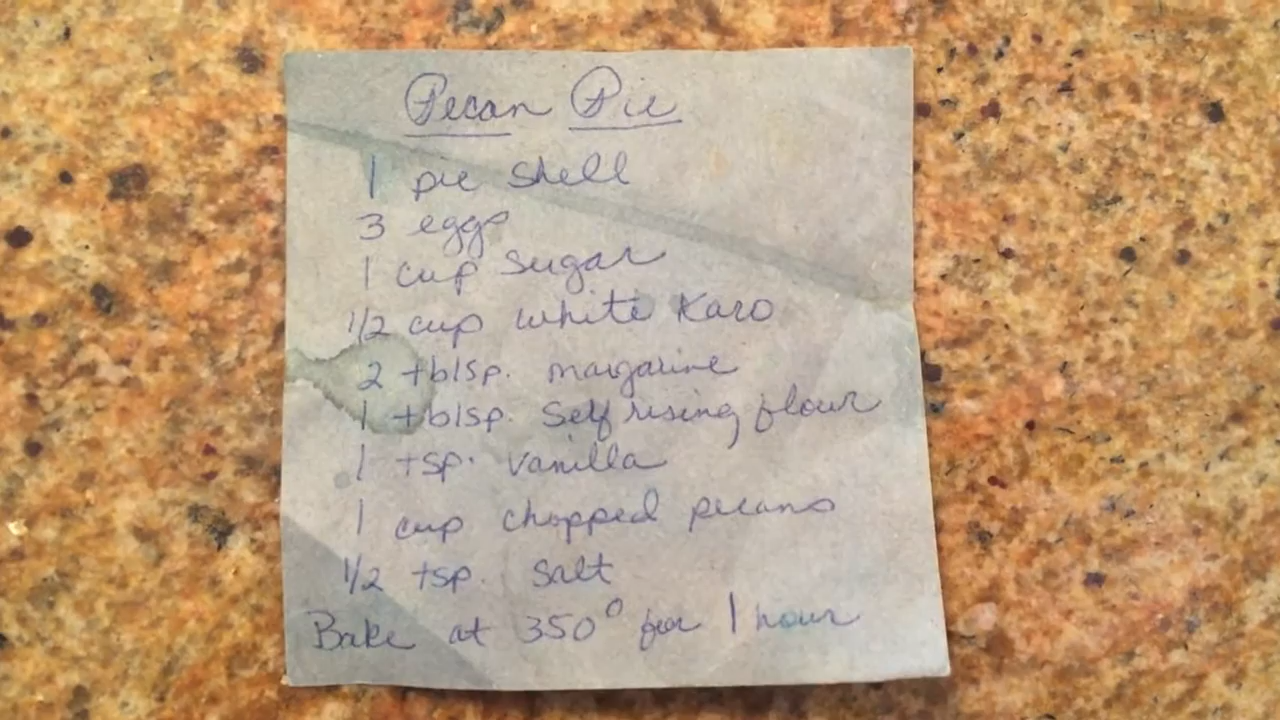 Pecan Pie
1 pie shell
3 eggs
1 cup sugar
1/2 cup white Karo
2 tblsp. margarine
1 tblsp. Self rising flour
1 tsp. vanilla
1 cup chopped pecans
1/2 tsp. salt
Bake at 350° for 1 hour